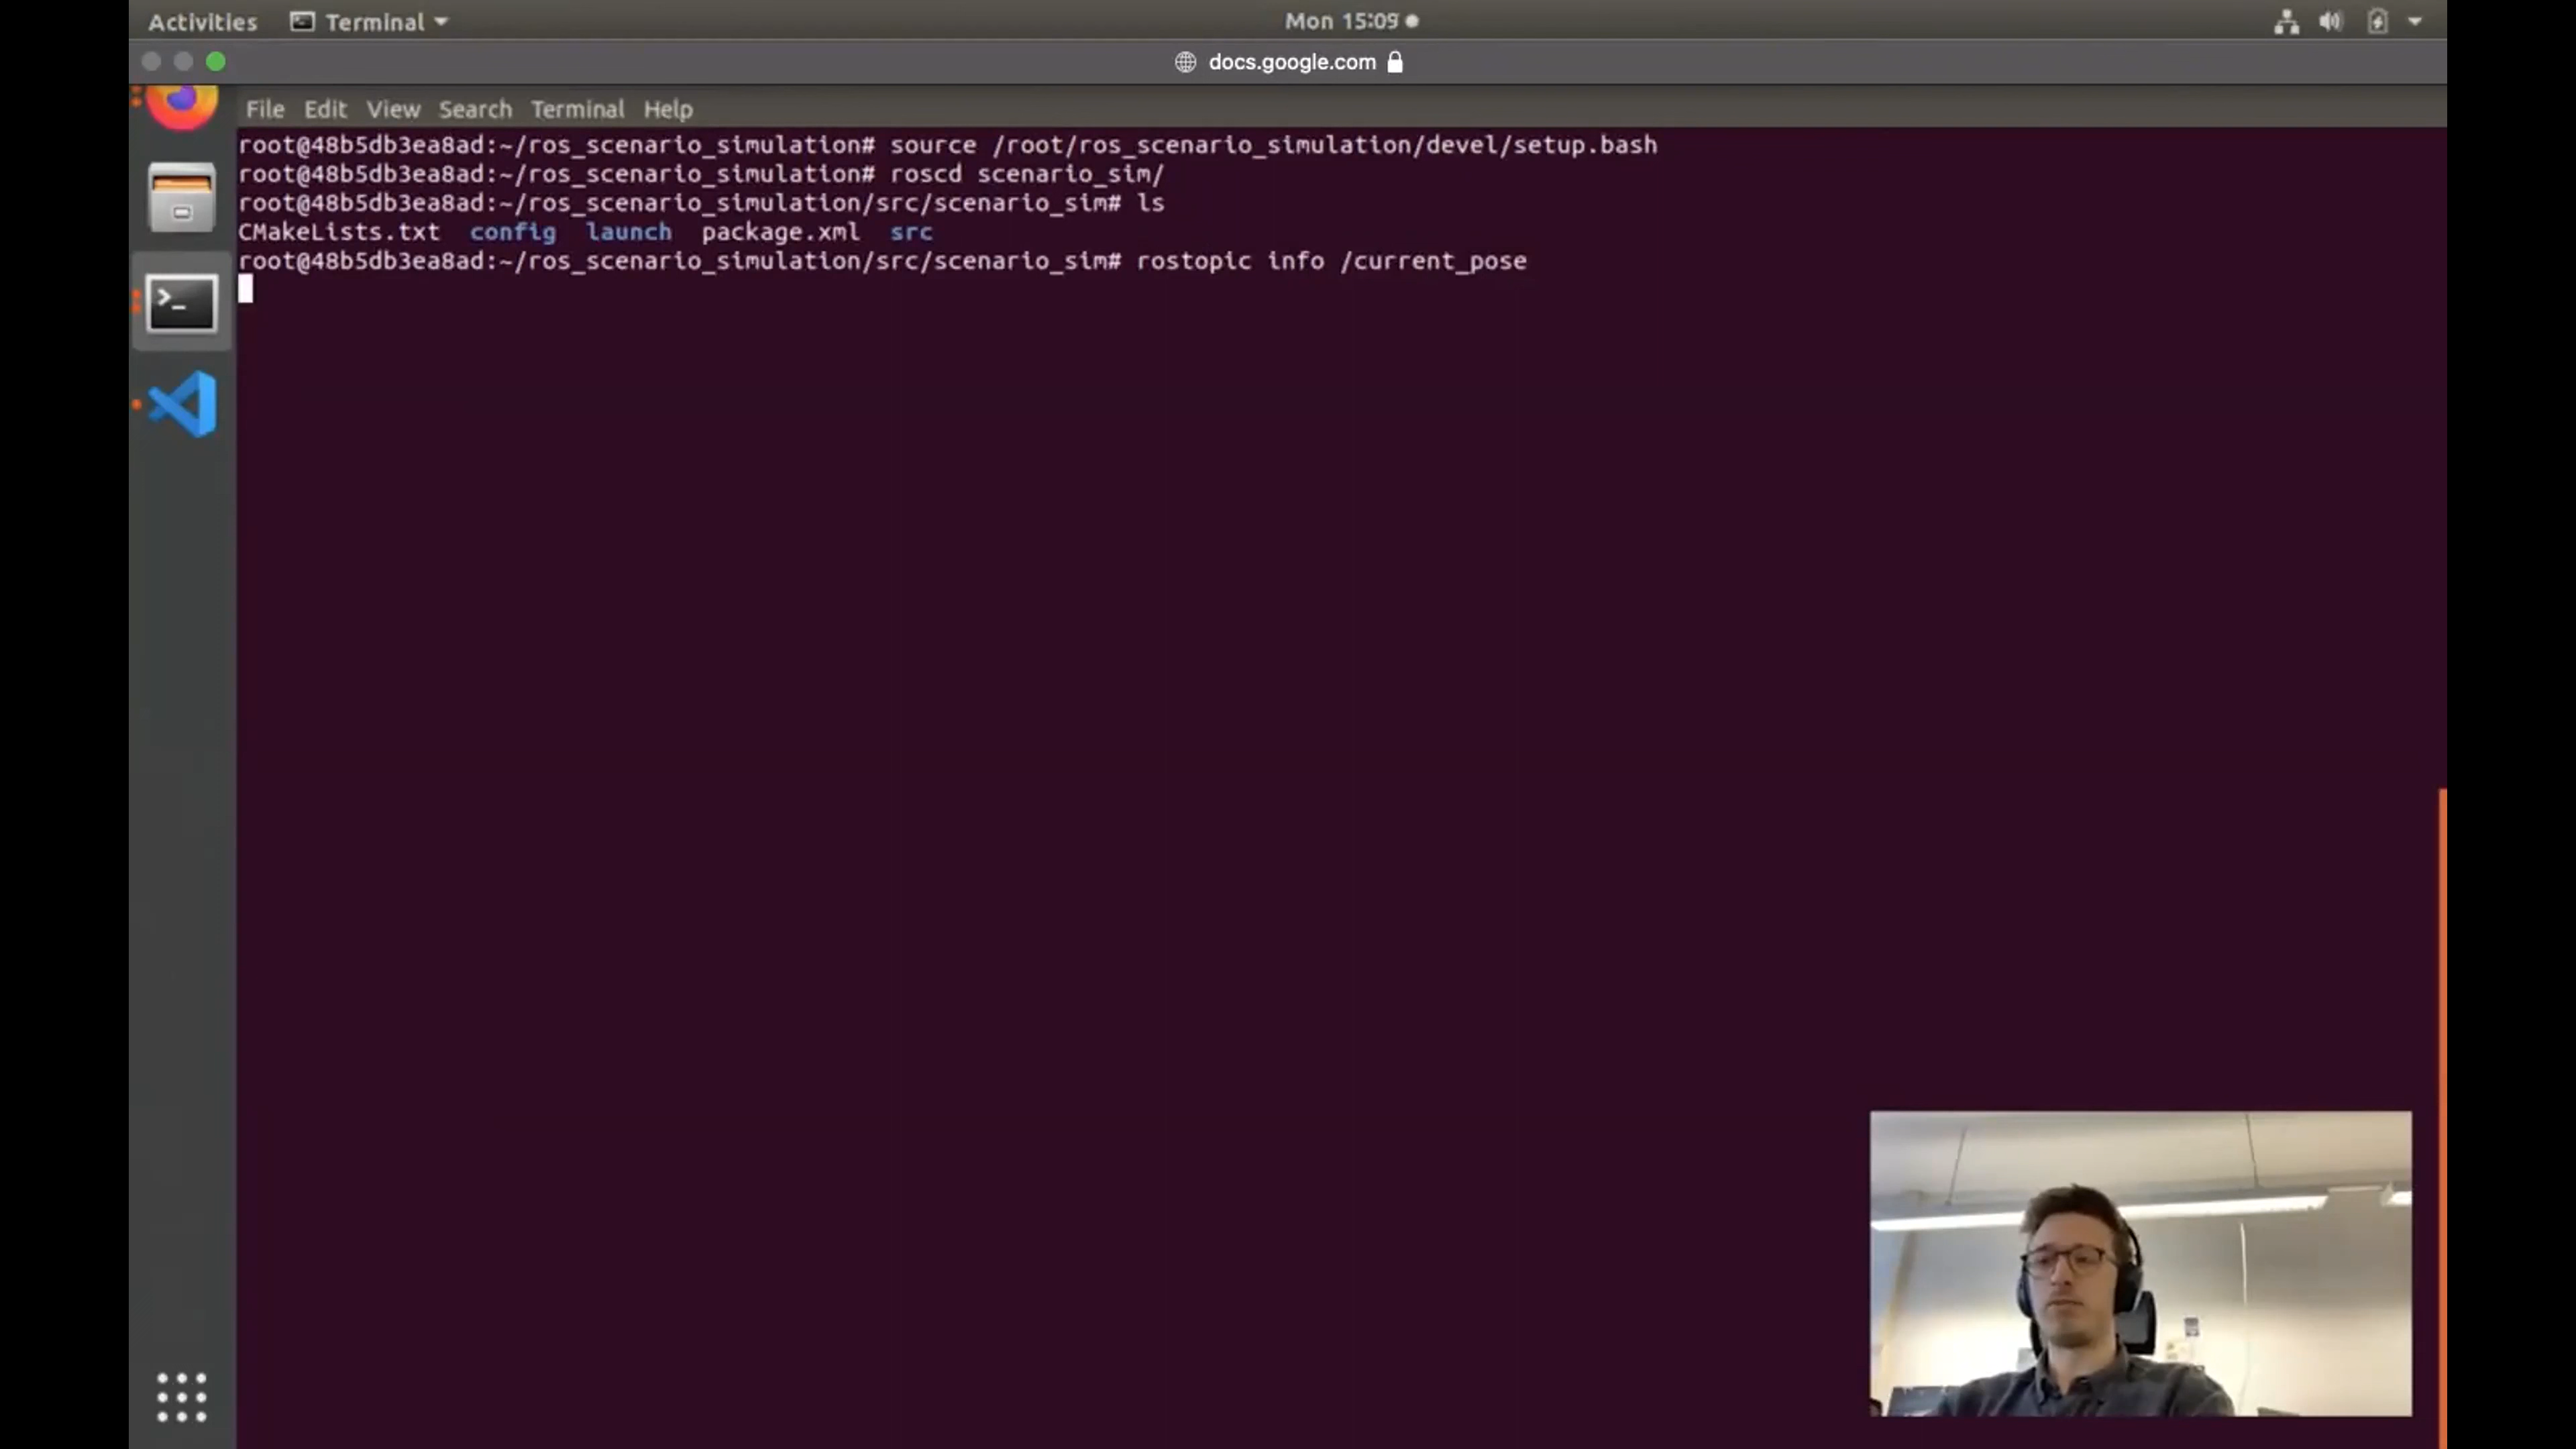 Activities Terminal Mon 15:09
docs.google.com
File Edit View Search Terminal Help
root@48b5db3ea8ad:~/ros_scenario_simulation# source /root/ros_scenario_simulation/devel/setup.bash
root@48b5db3ea8ad:~/ros_scenario_simulation# roscd scenario_sim/
root@48b5db3ea8ad:~/ros_scenario_simulation/src/scenario_sim# ls
CMakeLists.txt config launch package.xml src
root@48b5db3ea8ad:~/ros_scenario_simulation/src/scenario_sim# rostopic info /current_pose